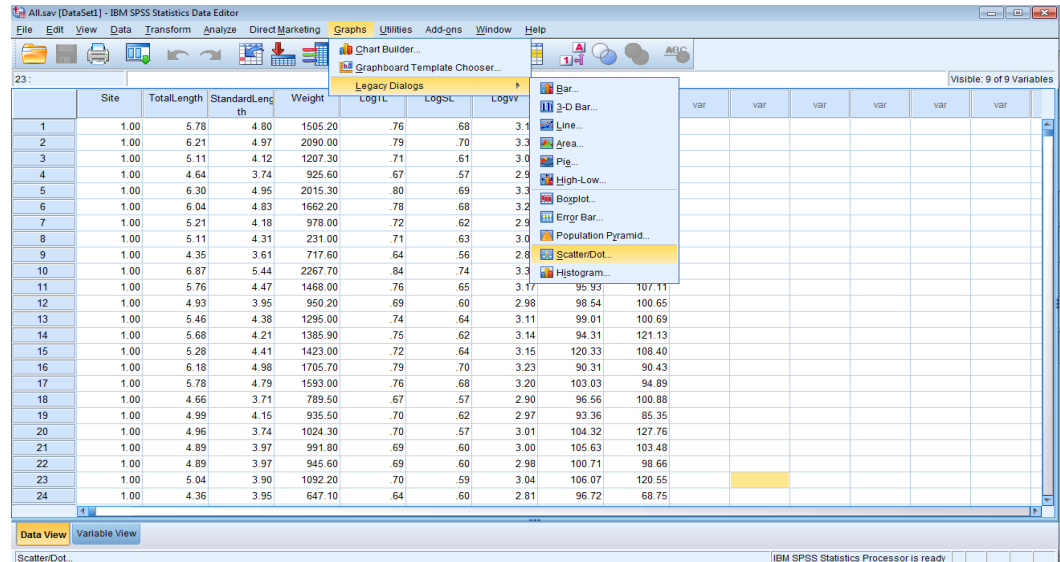 All.sav [DataSet1] - IBM SPSS Statistics Data Editor
File Edit View Data Transform Analyze Direct Marketing Graphs Utilities Add-ons Window Help
Chart Builder...
Graphboard Template Chooser...
Legacy Dialogs
Bar...
3-D Bar...
Line...
Area...
Pie...
High-Low...
Boxplot...
Error Bar...
Population Pyramid...
Scatter/Dot...
Histogram...
23 :
Visible: 9 of 9 Variables
Site TotalLength StandardLeng th Weight LogTL LogSL LogW var var var var var var
1 1.00 5.78 4.80 1505.20 .76 .68 3.1
2 1.00 6.21 4.97 2090.00 .79 .70 3.3
3 1.00 5.11 4.12 1207.30 .71 .61 3.0
4 1.00 4.64 3.74 925.60 .67 .57 2.9
5 1.00 6.30 4.95 2015.30 .80 .69 3.3
6 1.00 6.04 4.83 1662.20 .78 .68 3.2
7 1.00 5.21 4.18 978.00 .72 .62 2.9
8 1.00 5.11 4.31 231.00 .71 .63 3.0
9 1.00 4.35 3.61 717.60 .64 .56 2.8
10 1.00 6.87 5.44 2267.70 .84 .74 3.3
11 1.00 5.76 4.47 1468.00 .76 .65 3.17 95.93 107.11
12 1.00 4.93 3.95 950.20 .69 .60 2.98 98.54 100.65
13 1.00 5.46 4.38 1295.00 .74 .64 3.11 99.01 100.69
14 1.00 5.68 4.21 1385.90 .75 .62 3.14 94.31 121.13
15 1.00 5.28 4.41 1423.00 .72 .64 3.15 120.33 108.40
16 1.00 6.18 4.98 1705.70 .79 .70 3.23 90.31 90.43
17 1.00 5.78 4.79 1593.00 .76 .68 3.20 103.03 94.89
18 1.00 4.66 3.71 789.50 .67 .57 2.90 96.56 100.88
19 1.00 4.99 4.15 935.50 .70 .62 2.97 93.36 85.35
20 1.00 4.96 3.74 1024.30 .70 .57 3.01 104.32 127.76
21 1.00 4.89 3.97 991.80 .69 .60 3.00 105.63 103.48
22 1.00 4.89 3.97 945.60 .69 .60 2.98 100.71 98.66
23 1.00 5.04 3.90 1092.20 .70 .59 3.04 106.07 120.55
24 1.00 4.36 3.95 647.10 .64 .60 2.81 96.72 68.75
Data View Variable View
Scatter/Dot...
IBM SPSS Statistics Processor is ready